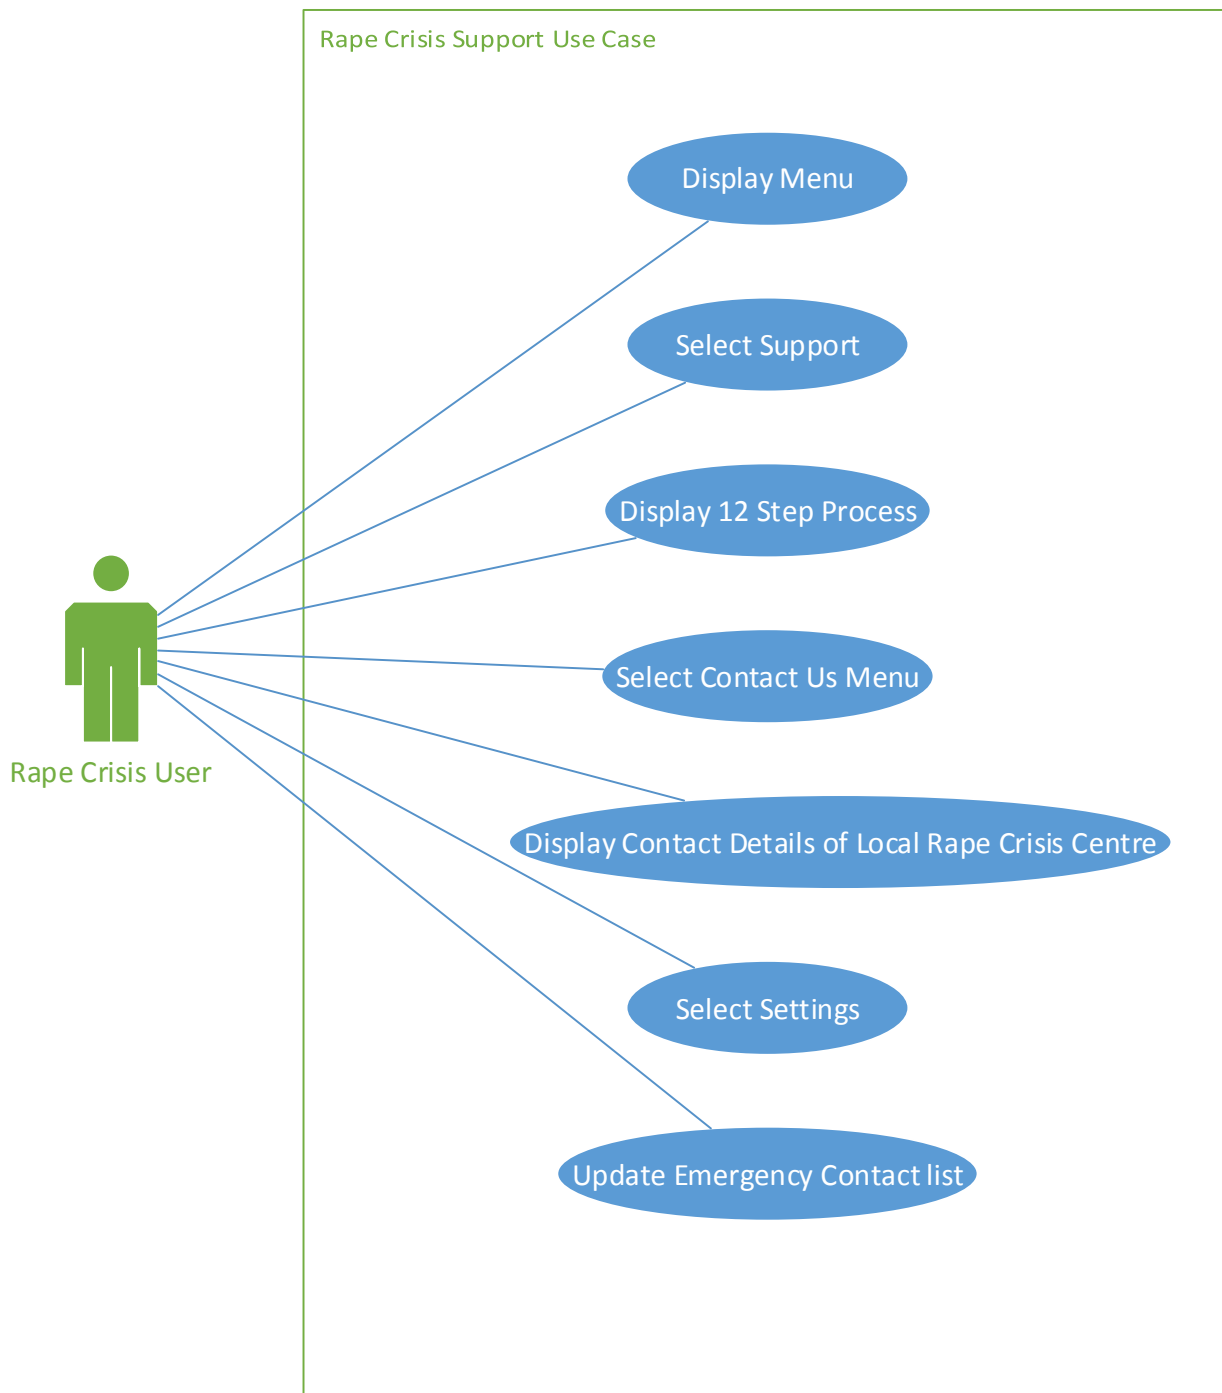 Rape Crisis Support Use Case
Display Menu
Select Support
Display 12 Step Process
Select Contact Us Menu
Rape Crisis User
Display Contact Details of Local Rape Crisis Centre
Select Settings
Update Emergency Contact list